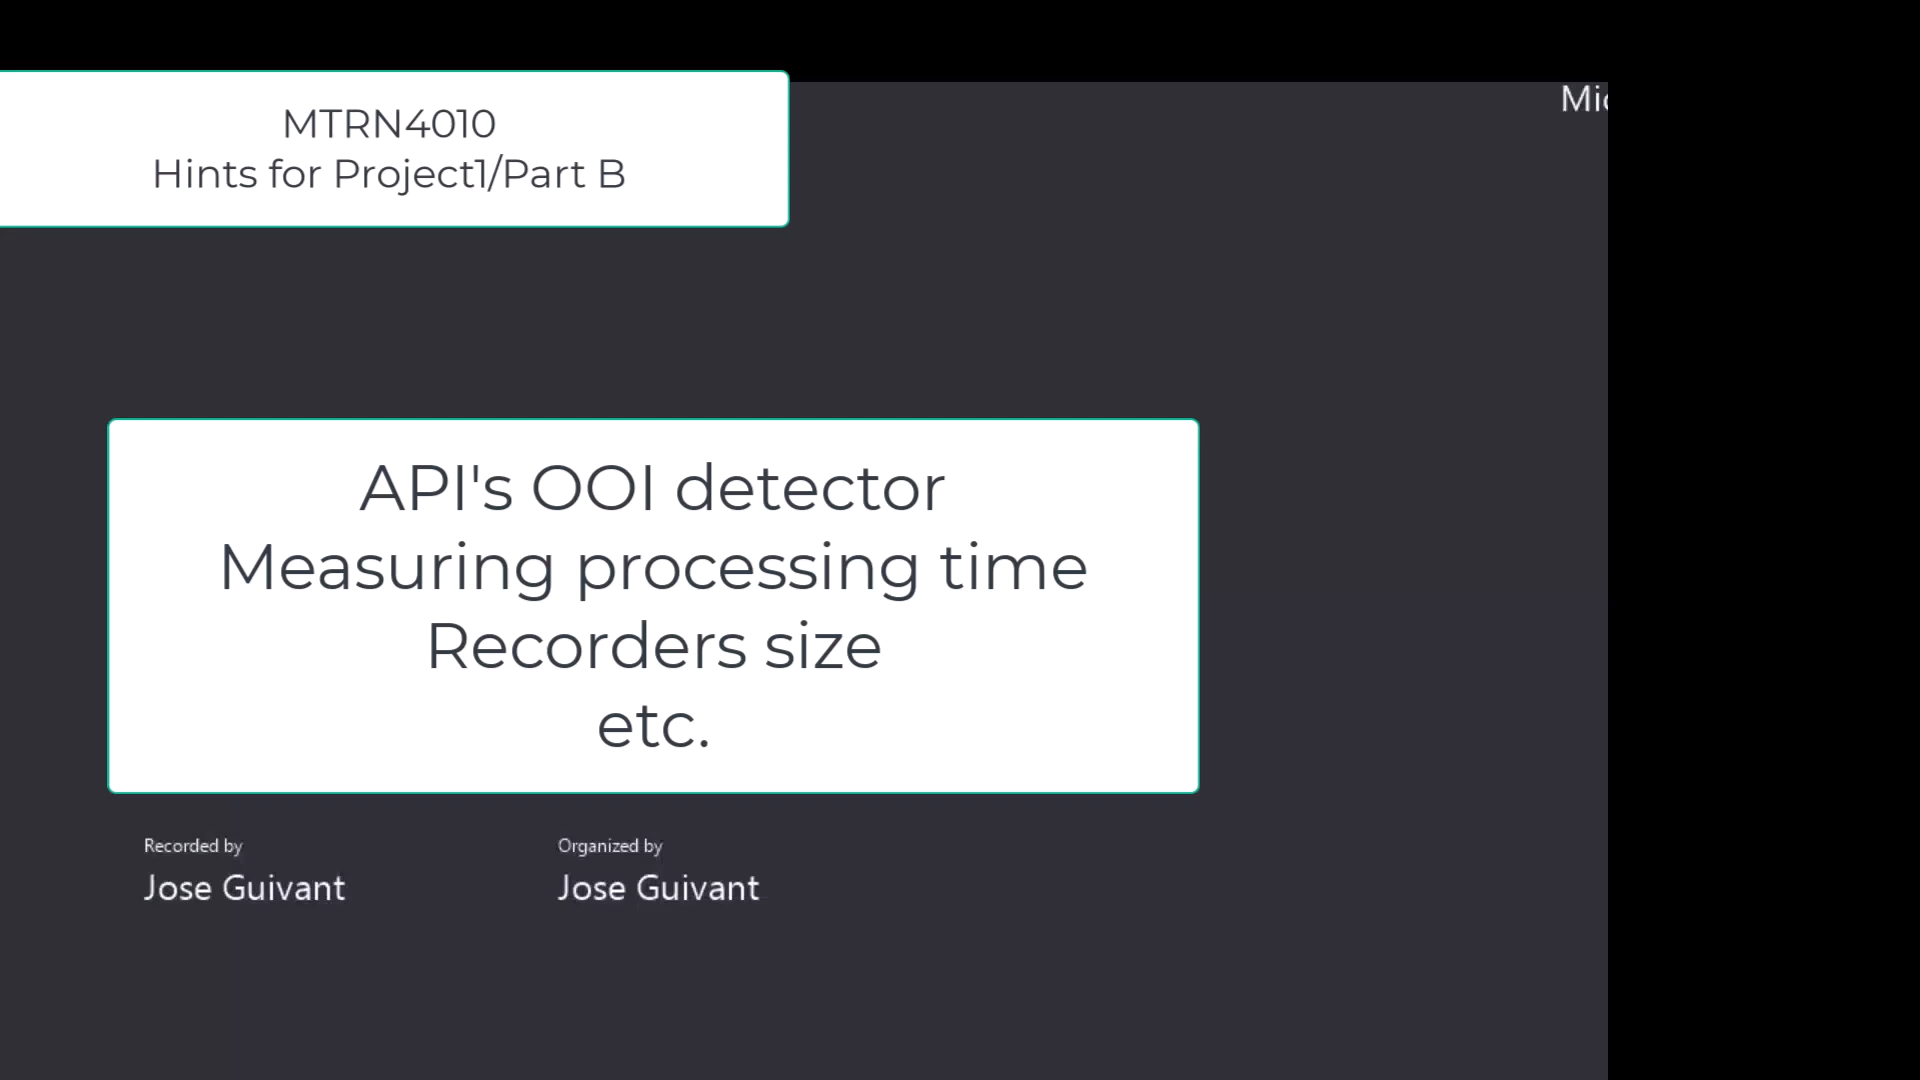 MTRN4010
Hints for Project1/Part B
API's OOI detector
Measuring processing time
Recorders size
etc.
Recorded by
Jose Guivant
Organized by
Jose Guivant